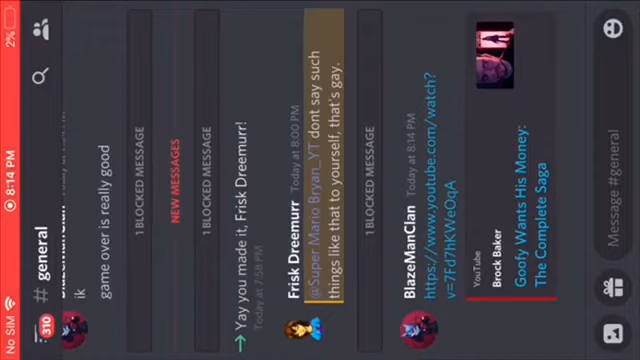 No SIM
8:14 PM
2%
310
# general
BlazeManClan
ik
game over is really good
1 BLOCKED MESSAGE
NEW MESSAGES
1 BLOCKED MESSAGE
Yay you made it, Frisk Dreemurr!
Today at 7:58 PM
Frisk Dreemurr Today at 8:00 PM
@Super Mario Bryan_YT dont say such
things like that to yourself, that's gay.
1 BLOCKED MESSAGE
BlazeManClan Today at 8:14 PM
https://www.youtube.com/watch?
v=7Fd7hKWeOqA
YouTube
Brock Baker
Goofy Wants His Money:
The Complete Saga
Message #general